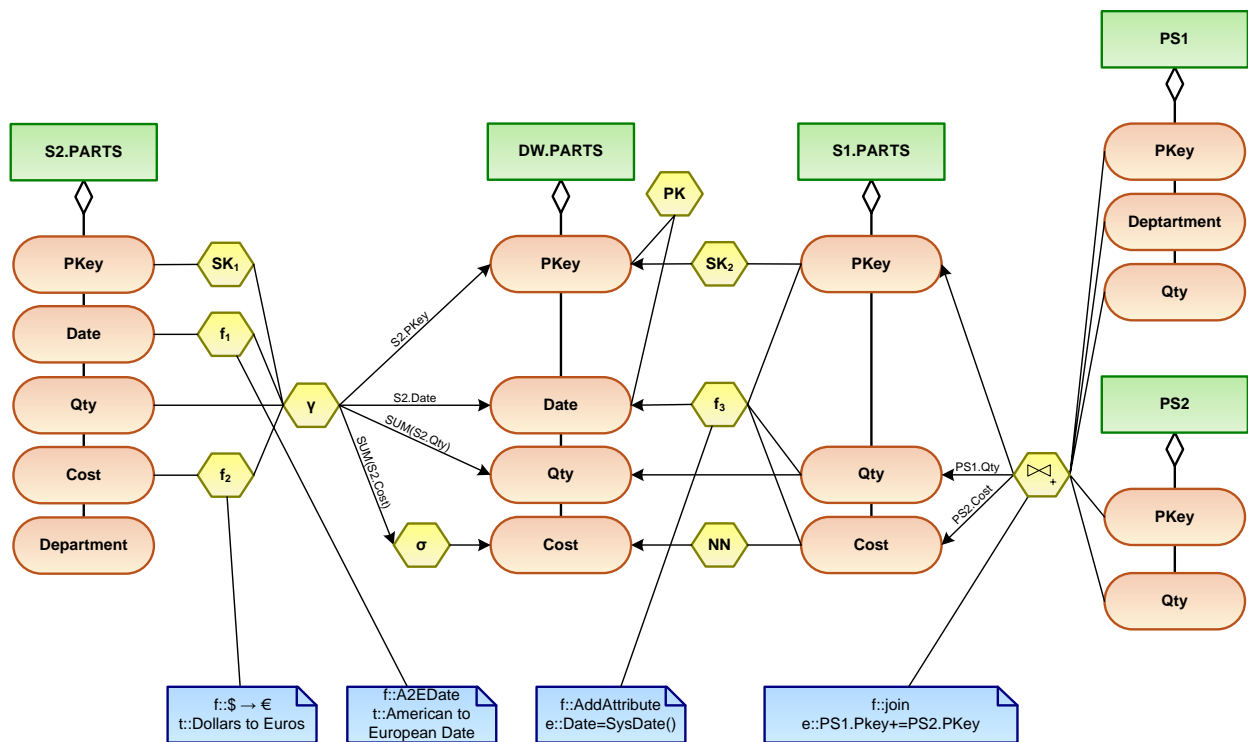 PS1
S2.PARTS
DW.PARTS
S1.PARTS
PKey
PK
Deptartment
PKey
SK₁
PKey
SK₂
PKey
Qty
S2.PKey
Date
f₁
Qty
γ
S2.Date
Date
f₃
PS2
SUM(S2.Qty)
SUM(S2.Cost)
Cost
f₂
Qty
Qty
PS1.Qty
⋈+
PS2.Cost
PKey
Department
σ
Cost
NN
Cost
Qty
f::$ → €
t::Dollars to Euros
f::A2EDate
t::American to
European Date
f::AddAttribute
e::Date=SysDate()
f::join
e::PS1.Pkey+=PS2.PKey